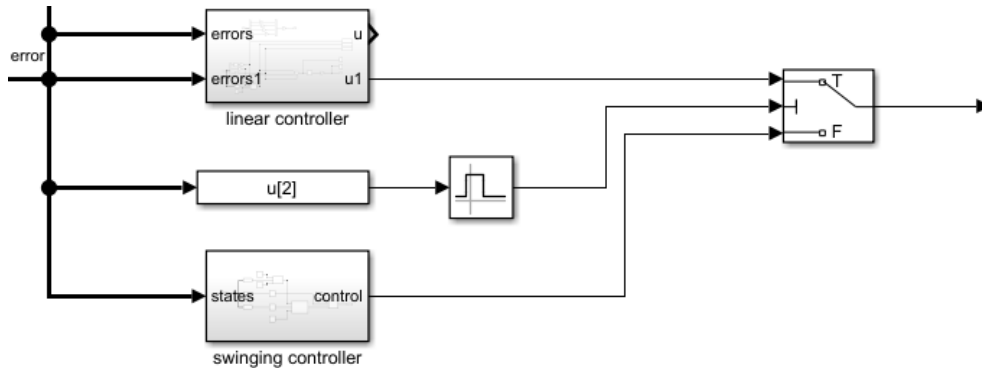 errors
u
error
errors1
u1
T
linear controller
F
u[2]
states
control
swinging controller